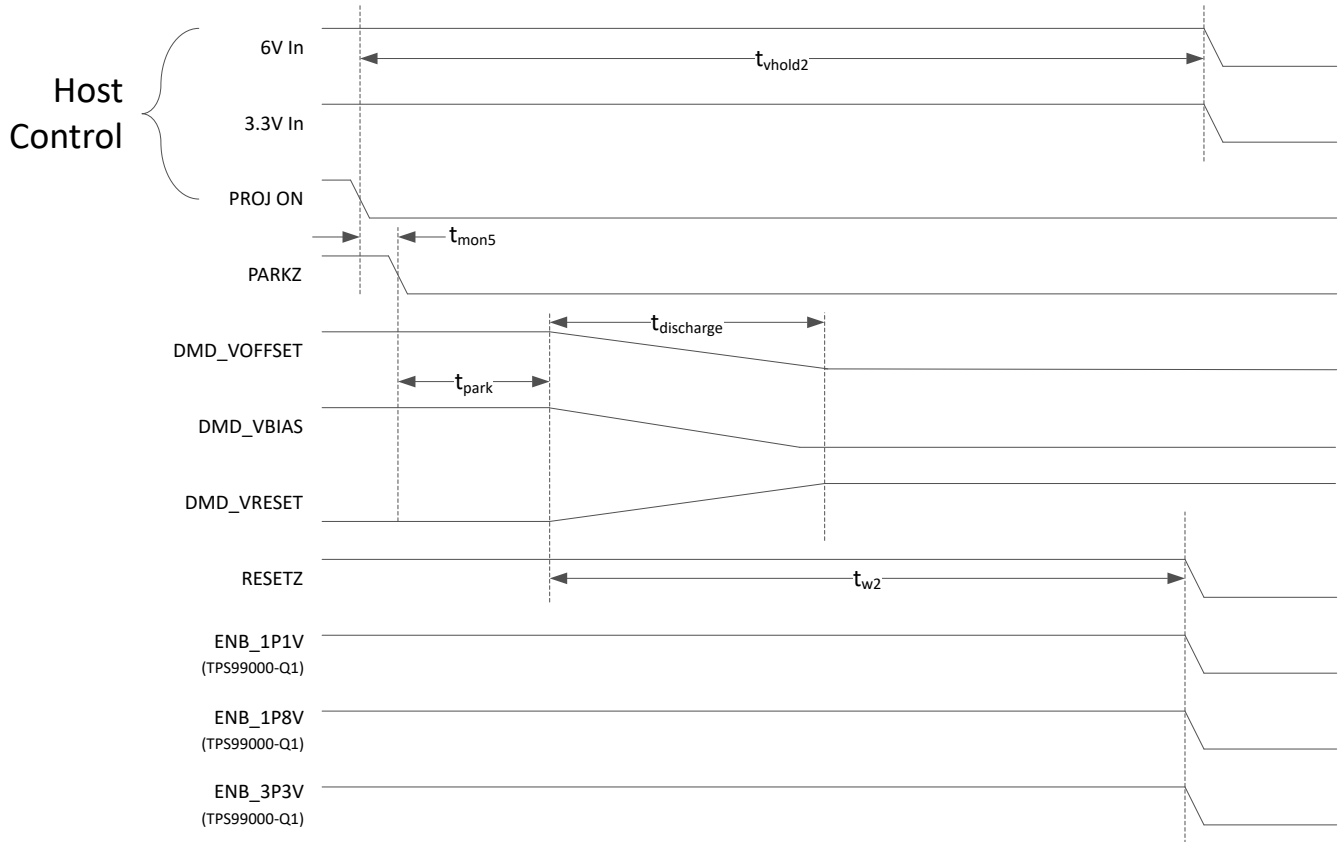 6V In
t_vhold2
Host
Control
3.3V In
PROJ ON
t_mon5
PARKZ
t_discharge
DMD_VOFFSET
t_park
DMD_VBIAS
DMD_VRESET
RESETZ
t_w2
ENB_1P1V
(TPS99000-Q1)
ENB_1P8V
(TPS99000-Q1)
ENB_3P3V
(TPS99000-Q1)